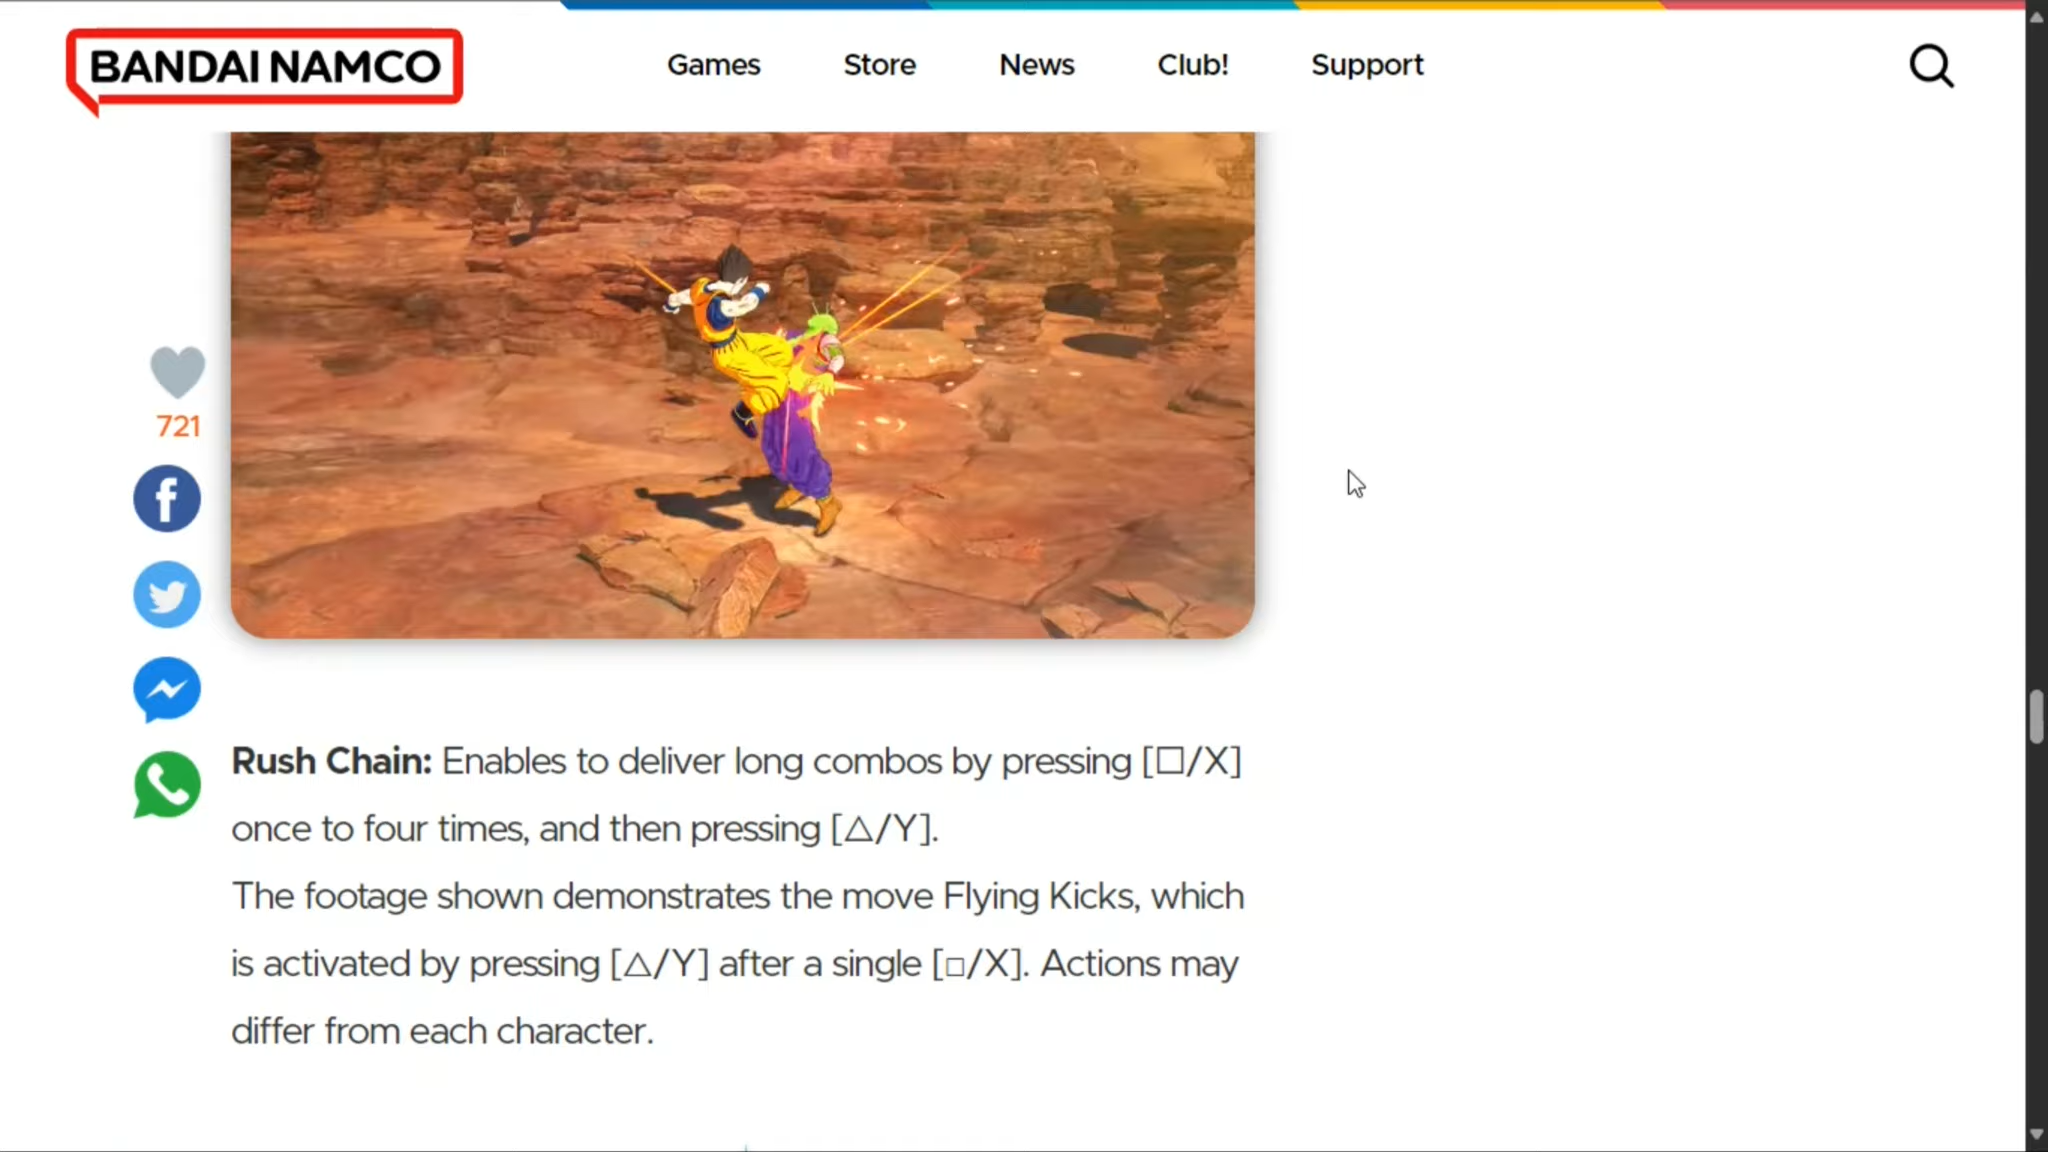 BANDAI NAMCO
Games Store News Club! Support
721
Rush Chain: Enables to deliver long combos by pressing [□/X]
once to four times, and then pressing [△/Y].
The footage shown demonstrates the move Flying Kicks, which
is activated by pressing [△/Y] after a single [□/X]. Actions may
differ from each character.